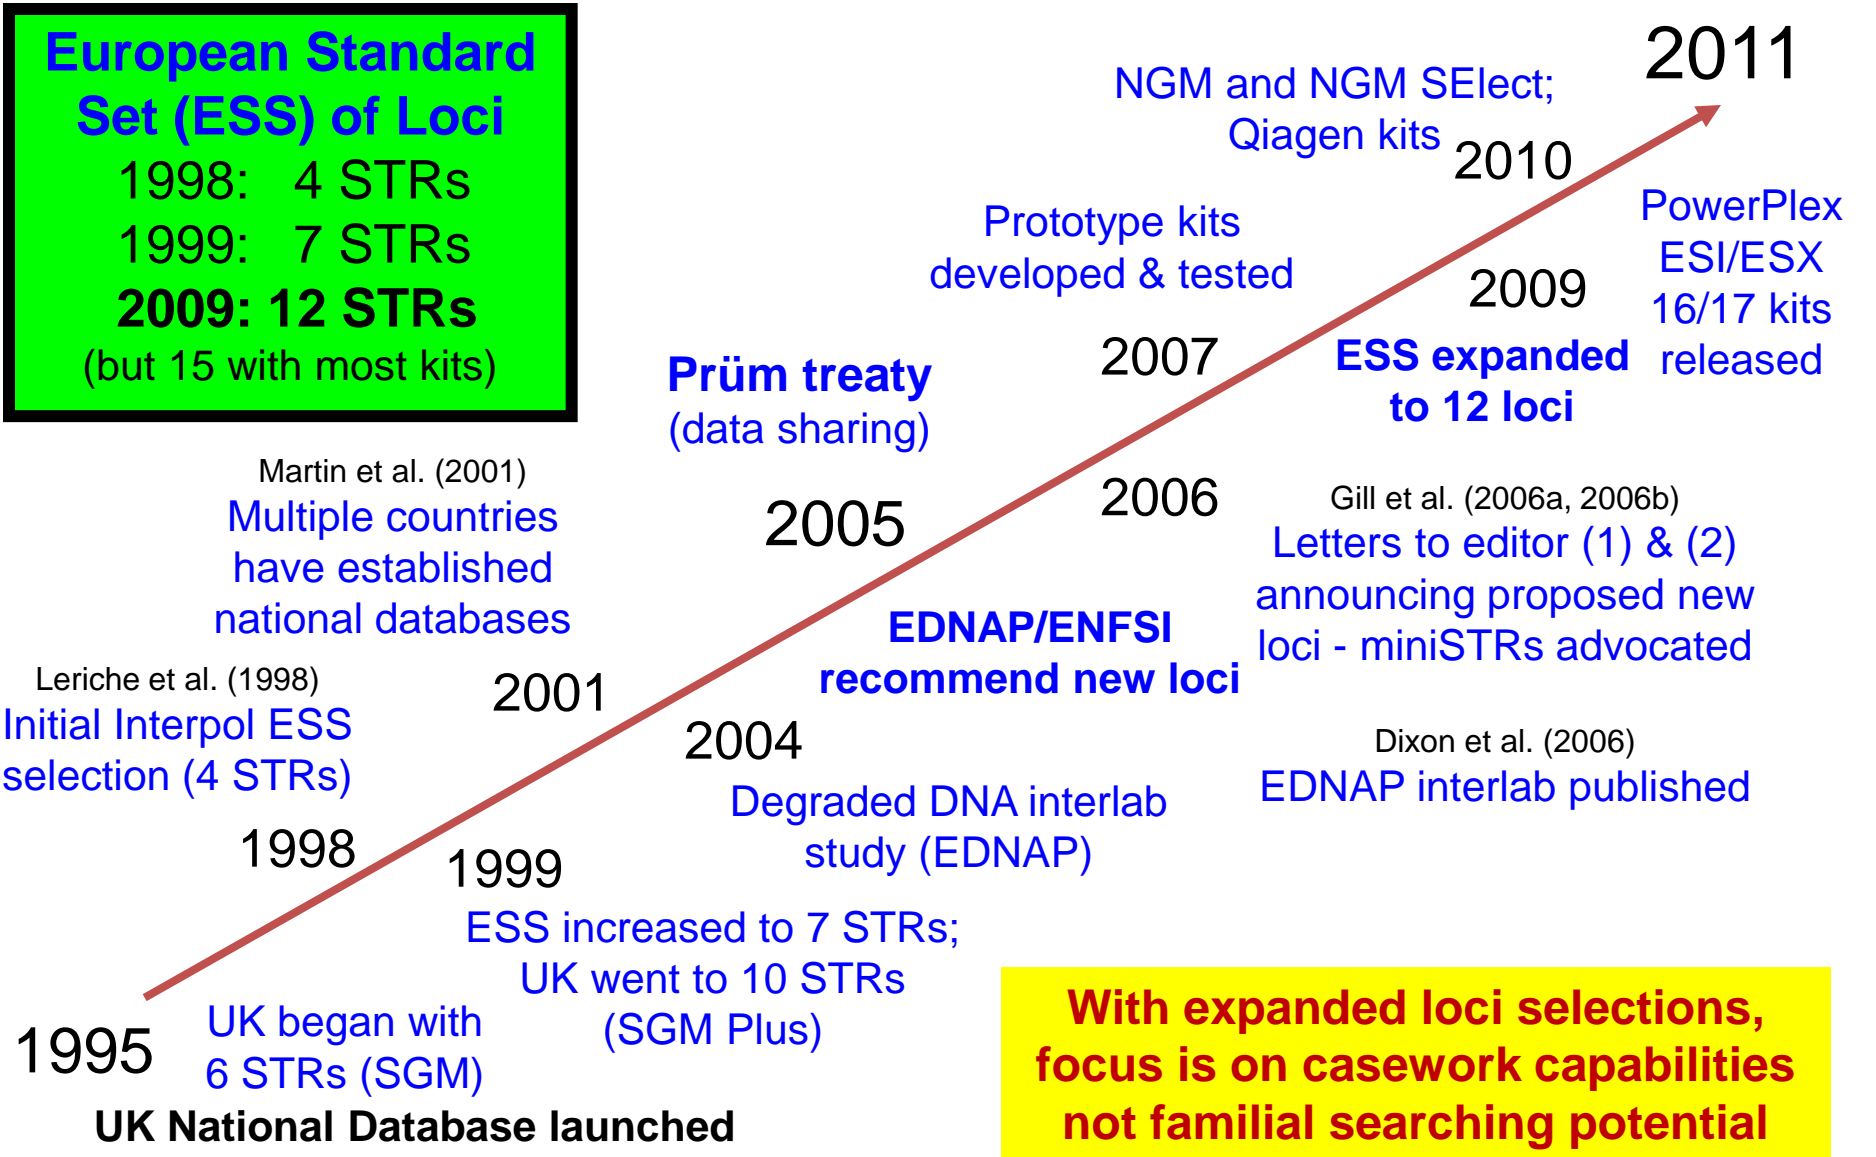 European Standard
Set (ESS) of Loci
1998: 4 STRs
1999: 7 STRs
2009: 12 STRs
(but 15 with most kits)
2011
NGM and NGM SElect;
Qiagen kits
2010
PowerPlex
ESI/ESX
16/17 kits
released
Prototype kits
developed & tested
2009
ESS expanded
to 12 loci
2007
Prüm treaty
(data sharing)
2005
2006
Gill et al. (2006a, 2006b)
Letters to editor (1) & (2)
announcing proposed new
loci - miniSTRs advocated
Dixon et al. (2006)
EDNAP interlab published
EDNAP/ENFSI
recommend new loci
Martin et al. (2001)
Multiple countries
have established
national databases
2001
2004
Degraded DNA interlab
study (EDNAP)
Leriche et al. (1998)
Initial Interpol ESS
selection (4 STRs)
1998
1999
ESS increased to 7 STRs;
UK went to 10 STRs
(SGM Plus)
1995
UK began with
6 STRs (SGM)
UK National Database launched
With expanded loci selections,
focus is on casework capabilities
not familial searching potential